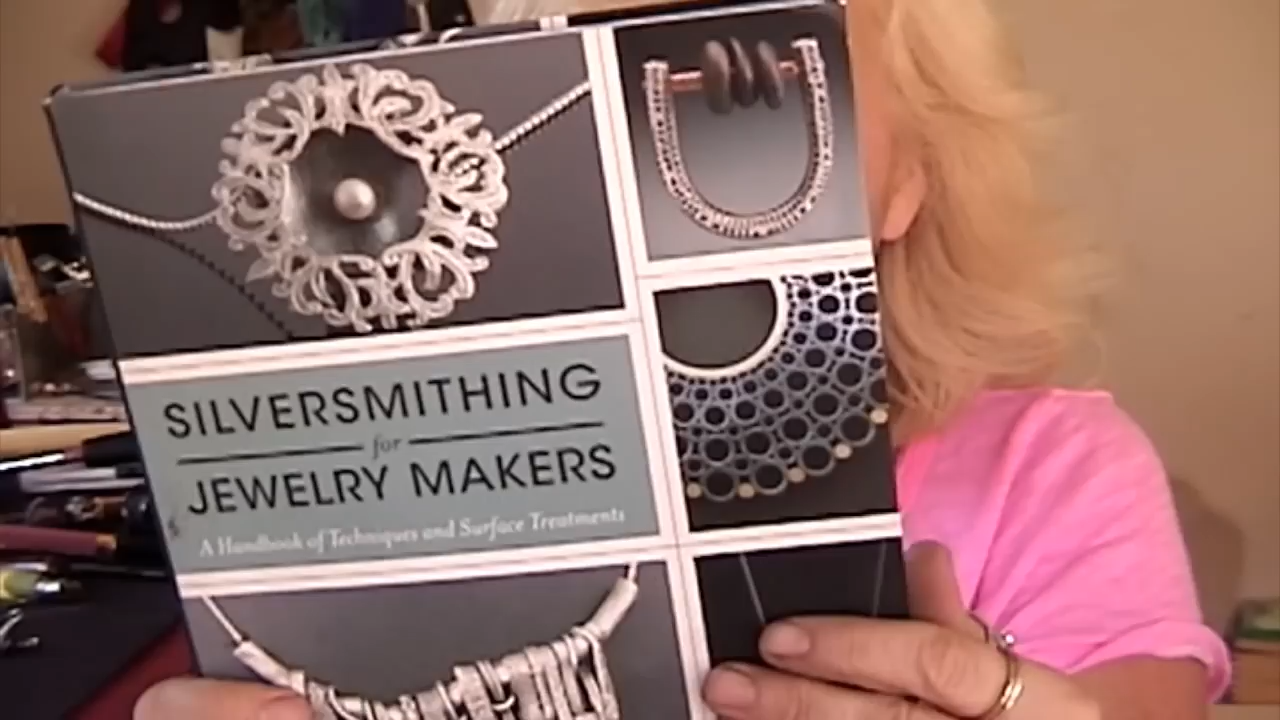 SILVERSMITHING
for
JEWELRY MAKERS
A Handbook of Techniques and Surface Treatments